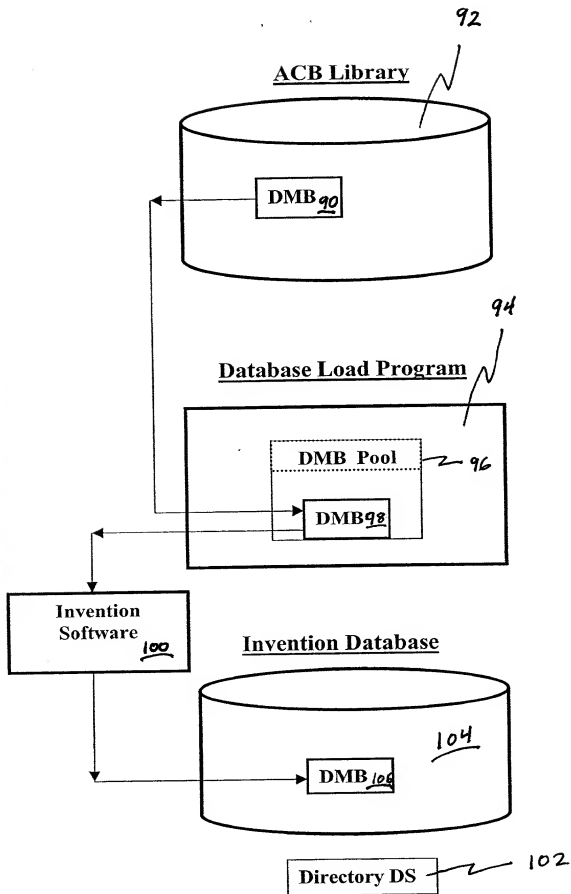 92
ACB Library
DMB 90
94
Database Load Program
DMB Pool
96
DMB 98
Invention
Software
100
Invention Database
104
DMB 106
Directory DS
102